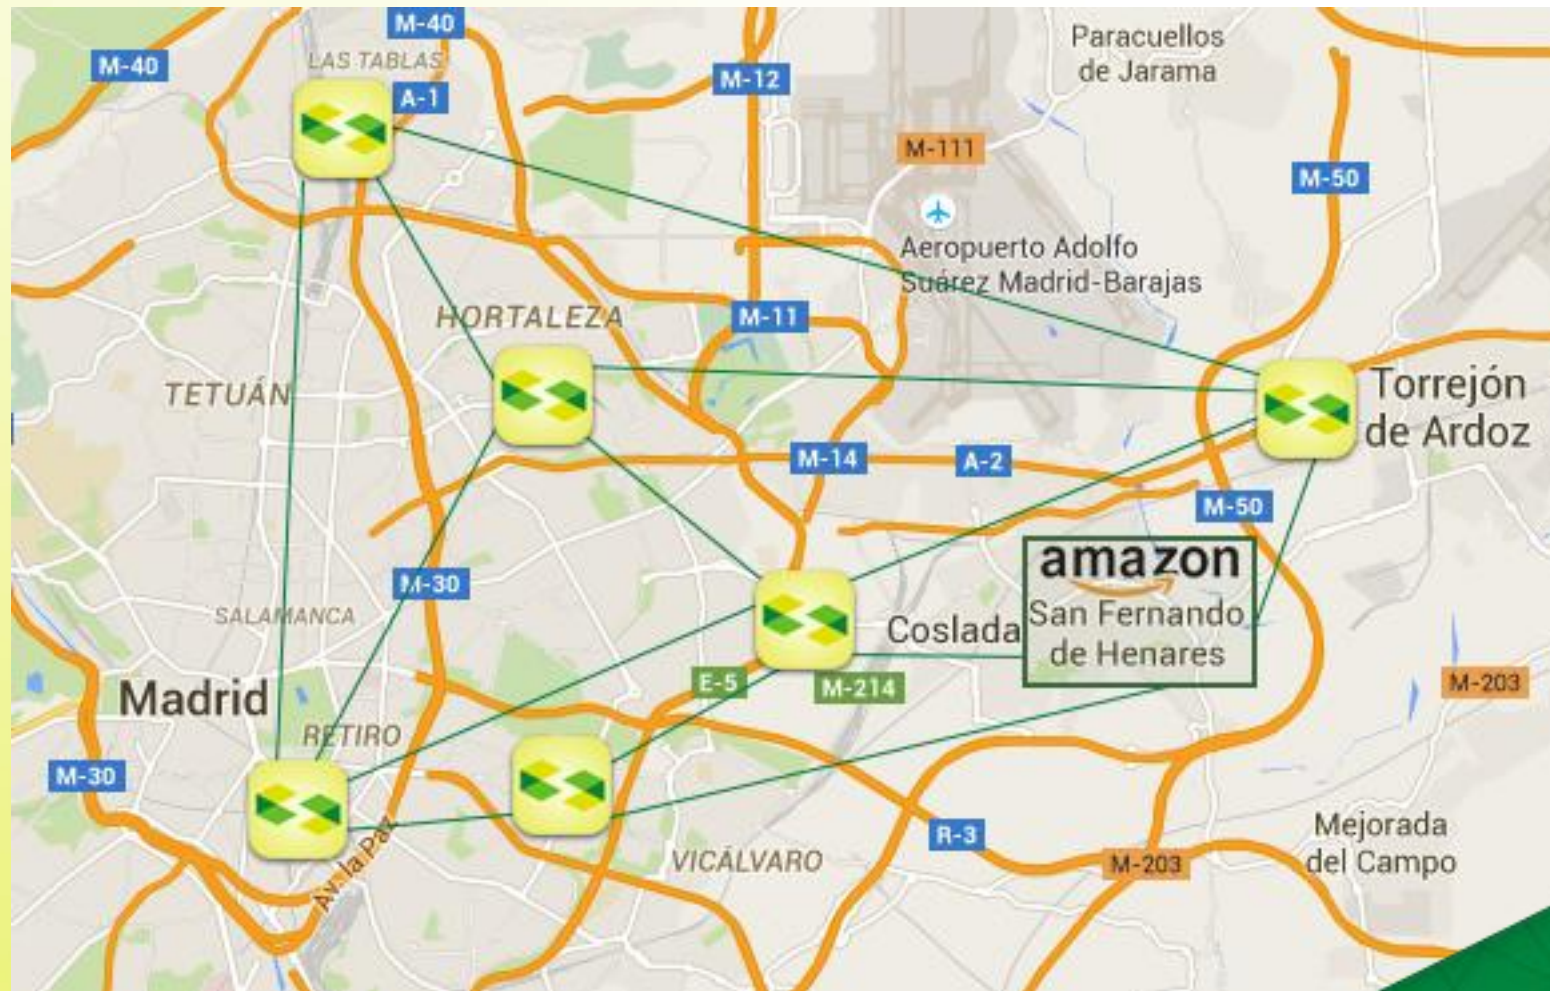 M-40
M-40
LAS TABLAS
A-1
M-12
Paracuellos
de Jarama
M-111
M-50
Aeropuerto Adolfo
Suárez Madrid-Barajas
HORTALEZA
M-11
TETUÁN
Torrejón
de Ardoz
M-14
A-2
M-50
M-30
amazon
San Fernando
de Henares
SALAMANCA
Coslada
E-5
M-214
M-203
Madrid
RETIRO
M-30
Av. la Paz
VICÁLVARO
R-3
M-203
Mejorada
del Campo